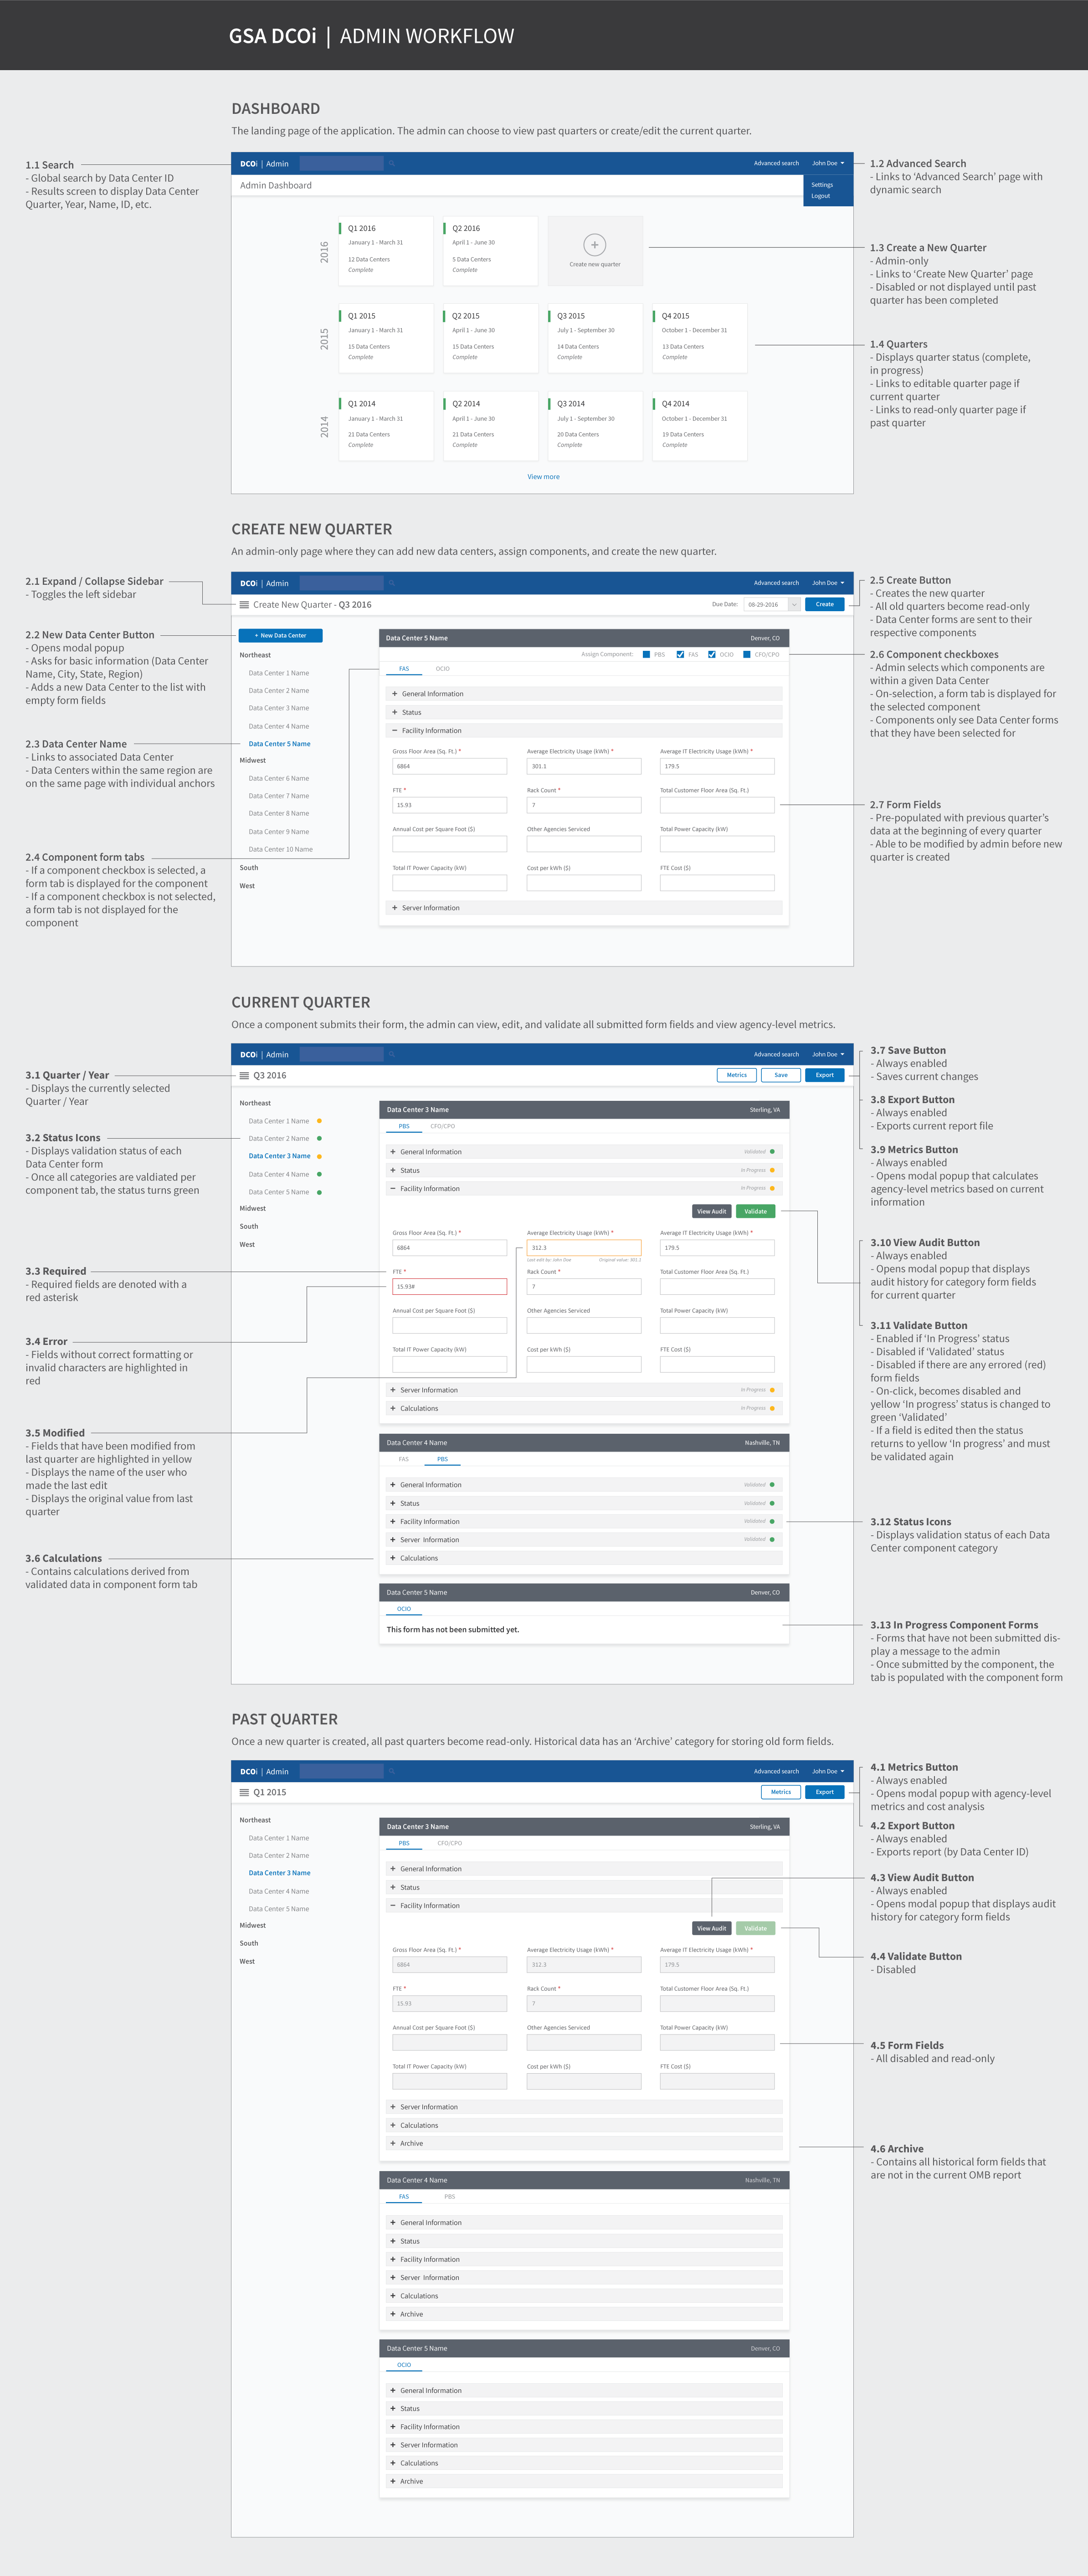 GSA DCOi | ADMIN WORKFLOW
DASHBOARD
The landing page of the application. The admin can choose to view past quarters or create/edit the current quarter.
1.1 Search
- Global search by Data Center ID
- Results screen to display Data Center
Quarter, Year, Name, ID, etc.
DCOi | Admin
Advanced search
John Doe
Admin Dashboard
Settings
Logout
2016
Q1 2016
January 1 - March 31
12 Data Centers
Complete
Q2 2016
April 1 - June 30
5 Data Centers
Complete
Create new quarter
2015
Q1 2015
January 1 - March 31
15 Data Centers
Complete
Q2 2015
April 1 - June 30
15 Data Centers
Complete
Q3 2015
July 1 - September 30
14 Data Centers
Complete
Q4 2015
October 1 - December 31
13 Data Centers
Complete
2014
Q1 2014
January 1 - March 31
21 Data Centers
Complete
Q2 2014
April 1 - June 30
21 Data Centers
Complete
Q3 2014
July 1 - September 30
20 Data Centers
Complete
Q4 2014
October 1 - December 31
19 Data Centers
Complete
View more
1.2 Advanced Search
- Links to ‘Advanced Search’ page with
dynamic search
1.3 Create a New Quarter
- Admin-only
- Links to ‘Create New Quarter’ page
- Disabled or not displayed until past
quarter has been completed
1.4 Quarters
- Displays quarter status (complete,
in progress)
- Links to editable quarter page if
current quarter
- Links to read-only quarter page if
past quarter
CREATE NEW QUARTER
An admin-only page where they can add new data centers, assign components, and create the new quarter.
2.1 Expand / Collapse Sidebar
- Toggles the left sidebar
2.2 New Data Center Button
- Opens modal popup
- Asks for basic information (Data Center
Name, City, State, Region)
- Adds a new Data Center to the list with
empty form fields
2.3 Data Center Name
- Links to associated Data Center
- Data Centers within the same region are
on the same page with individual anchors
2.4 Component form tabs
- If a component checkbox is selected, a
form tab is displayed for the component
- If a component checkbox is not selected,
a form tab is not displayed for the
component
DCOi | Admin
Advanced search
John Doe
Create New Quarter - Q3 2016
Due Date:
08-29-2016
Create
+ New Data Center
Northeast
Data Center 1 Name
Data Center 2 Name
Data Center 3 Name
Data Center 4 Name
Data Center 5 Name
Midwest
Data Center 6 Name
Data Center 7 Name
Data Center 8 Name
Data Center 9 Name
Data Center 10 Name
South
West
Data Center 5 Name
Denver, CO
Assign Component: PBS FAS OCIO CFO/CPO
FAS OCIO
+ General Information
+ Status
− Facility Information
Gross Floor Area (Sq. Ft.) *
Average Electricity Usage (kWh) *
Average IT Electricity Usage (kWh) *
6864
301.1
179.5
FTE *
Rack Count *
Total Customer Floor Area (Sq. Ft.)
15.93
7
Annual Cost per Square Foot ($)
Other Agencies Serviced
Total Power Capacity (kW)
Total IT Power Capacity (kW)
Cost per kWh ($)
FTE Cost ($)
+ Server Information
2.5 Create Button
- Creates the new quarter
- All old quarters become read-only
- Data Center forms are sent to their
respective components
2.6 Component checkboxes
- Admin selects which components are
within a given Data Center
- On-selection, a form tab is displayed for
the selected component
- Components only see Data Center forms
that they have been selected for
2.7 Form Fields
- Pre-populated with previous quarter’s
data at the beginning of every quarter
- Able to be modified by admin before new
quarter is created
CURRENT QUARTER
Once a component submits their form, the admin can view, edit, and validate all submitted form fields and view agency-level metrics.
3.1 Quarter / Year
- Displays the currently selected
Quarter / Year
3.2 Status Icons
- Displays validation status of each
Data Center form
- Once all categories are valdiated per
component tab, the status turns green
3.3 Required
- Required fields are denoted with a
red asterisk
3.4 Error
- Fields without correct formatting or
invalid characters are highlighted in
red
3.5 Modified
- Fields that have been modified from
last quarter are highlighted in yellow
- Displays the name of the user who
made the last edit
- Displays the original value from last
quarter
3.6 Calculations
- Contains calculations derived from
validated data in component form tab
DCOi | Admin
Advanced search
John Doe
Q3 2016
Metrics
Save
Export
Northeast
Data Center 1 Name
Data Center 2 Name
Data Center 3 Name
Data Center 4 Name
Data Center 5 Name
Midwest
South
West
Data Center 3 Name
Sterling, VA
PBS CFO/CPO
+ General Information
Validated
+ Status
In Progress
− Facility Information
In Progress
View Audit
Validate
Gross Floor Area (Sq. Ft.) *
Average Electricity Usage (kWh) *
Average IT Electricity Usage (kWh) *
6864
312.3
179.5
Last edit by: John Doe
Original value: 301.1
FTE *
Rack Count *
Total Customer Floor Area (Sq. Ft.)
15.93#
7
Annual Cost per Square Foot ($)
Other Agencies Serviced
Total Power Capacity (kW)
Total IT Power Capacity (kW)
Cost per kWh ($)
FTE Cost ($)
+ Server Information
In Progress
+ Calculations
In Progress
Data Center 4 Name
Nashville, TN
FAS PBS
+ General Information
Validated
+ Status
Validated
+ Facility Information
Validated
+ Server Information
Validated
+ Calculations
Data Center 5 Name
Denver, CO
OCIO
This form has not been submitted yet.
3.7 Save Button
- Always enabled
- Saves current changes
3.8 Export Button
- Always enabled
- Exports current report file
3.9 Metrics Button
- Always enabled
- Opens modal popup that calculates
agency-level metrics based on current
information
3.10 View Audit Button
- Always enabled
- Opens modal popup that displays
audit history for category form fields
for current quarter
3.11 Validate Button
- Enabled if ‘In Progress’ status
- Disabled if ‘Validated’ status
- Disabled if there are any errored (red)
form fields
- On-click, becomes disabled and
yellow ‘In progress’ status is changed to
green ‘Validated’
- If a field is edited then the status
returns to yellow ‘In progress’ and must
be validated again
3.12 Status Icons
- Displays validation status of each Data
Center component category
3.13 In Progress Component Forms
- Forms that have not been submitted dis-
play a message to the admin
- Once submitted by the component, the
tab is populated with the component form
PAST QUARTER
Once a new quarter is created, all past quarters become read-only. Historical data has an ‘Archive’ category for storing old form fields.
DCOi | Admin
Advanced search
John Doe
Q1 2015
Metrics
Export
Northeast
Data Center 1 Name
Data Center 2 Name
Data Center 3 Name
Data Center 4 Name
Data Center 5 Name
Midwest
South
West
Data Center 3 Name
Sterling, VA
PBS CFO/CPO
+ General Information
+ Status
− Facility Information
View Audit
Validate
Gross Floor Area (Sq. Ft.) *
Average Electricity Usage (kWh) *
Average IT Electricity Usage (kWh) *
6864
312.3
179.5
FTE *
Rack Count *
Total Customer Floor Area (Sq. Ft.)
15.93
7
Annual Cost per Square Foot ($)
Other Agencies Serviced
Total Power Capacity (kW)
Total IT Power Capacity (kW)
Cost per kWh ($)
FTE Cost ($)
+ Server Information
+ Calculations
+ Archive
Data Center 4 Name
Nashville, TN
FAS PBS
+ General Information
+ Status
+ Facility Information
+ Server Information
+ Calculations
+ Archive
Data Center 5 Name
Denver, CO
OCIO
+ General Information
+ Status
+ Facility Information
+ Server Information
+ Calculations
+ Archive
4.1 Metrics Button
- Always enabled
- Opens modal popup with agency-level
metrics and cost analysis
4.2 Export Button
- Always enabled
- Exports report (by Data Center ID)
4.3 View Audit Button
- Always enabled
- Opens modal popup that displays audit
history for category form fields
4.4 Validate Button
- Disabled
4.5 Form Fields
- All disabled and read-only
4.6 Archive
- Contains all historical form fields that
are not in the current OMB report